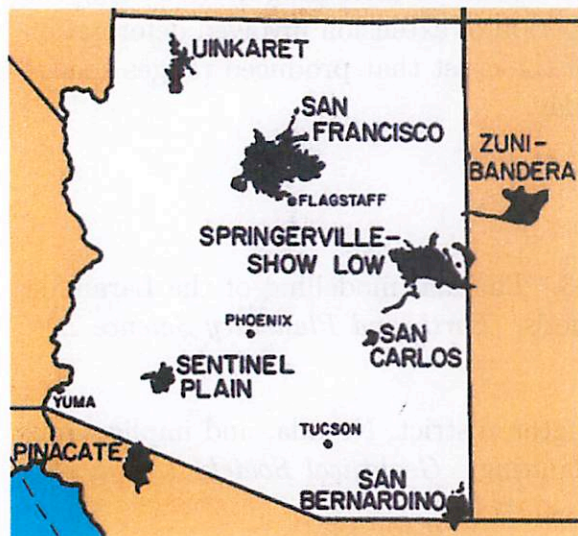 UINKARET
SAN
FRANCISCO
ZUNI-
BANDERA
FLAGSTAFF
SPRINGERVILLE-
SHOW LOW
PHOENIX
SAN
CARLOS
SENTINEL
PLAIN
YUMA
TUCSON
PINACATE
SAN
BERNARDINO